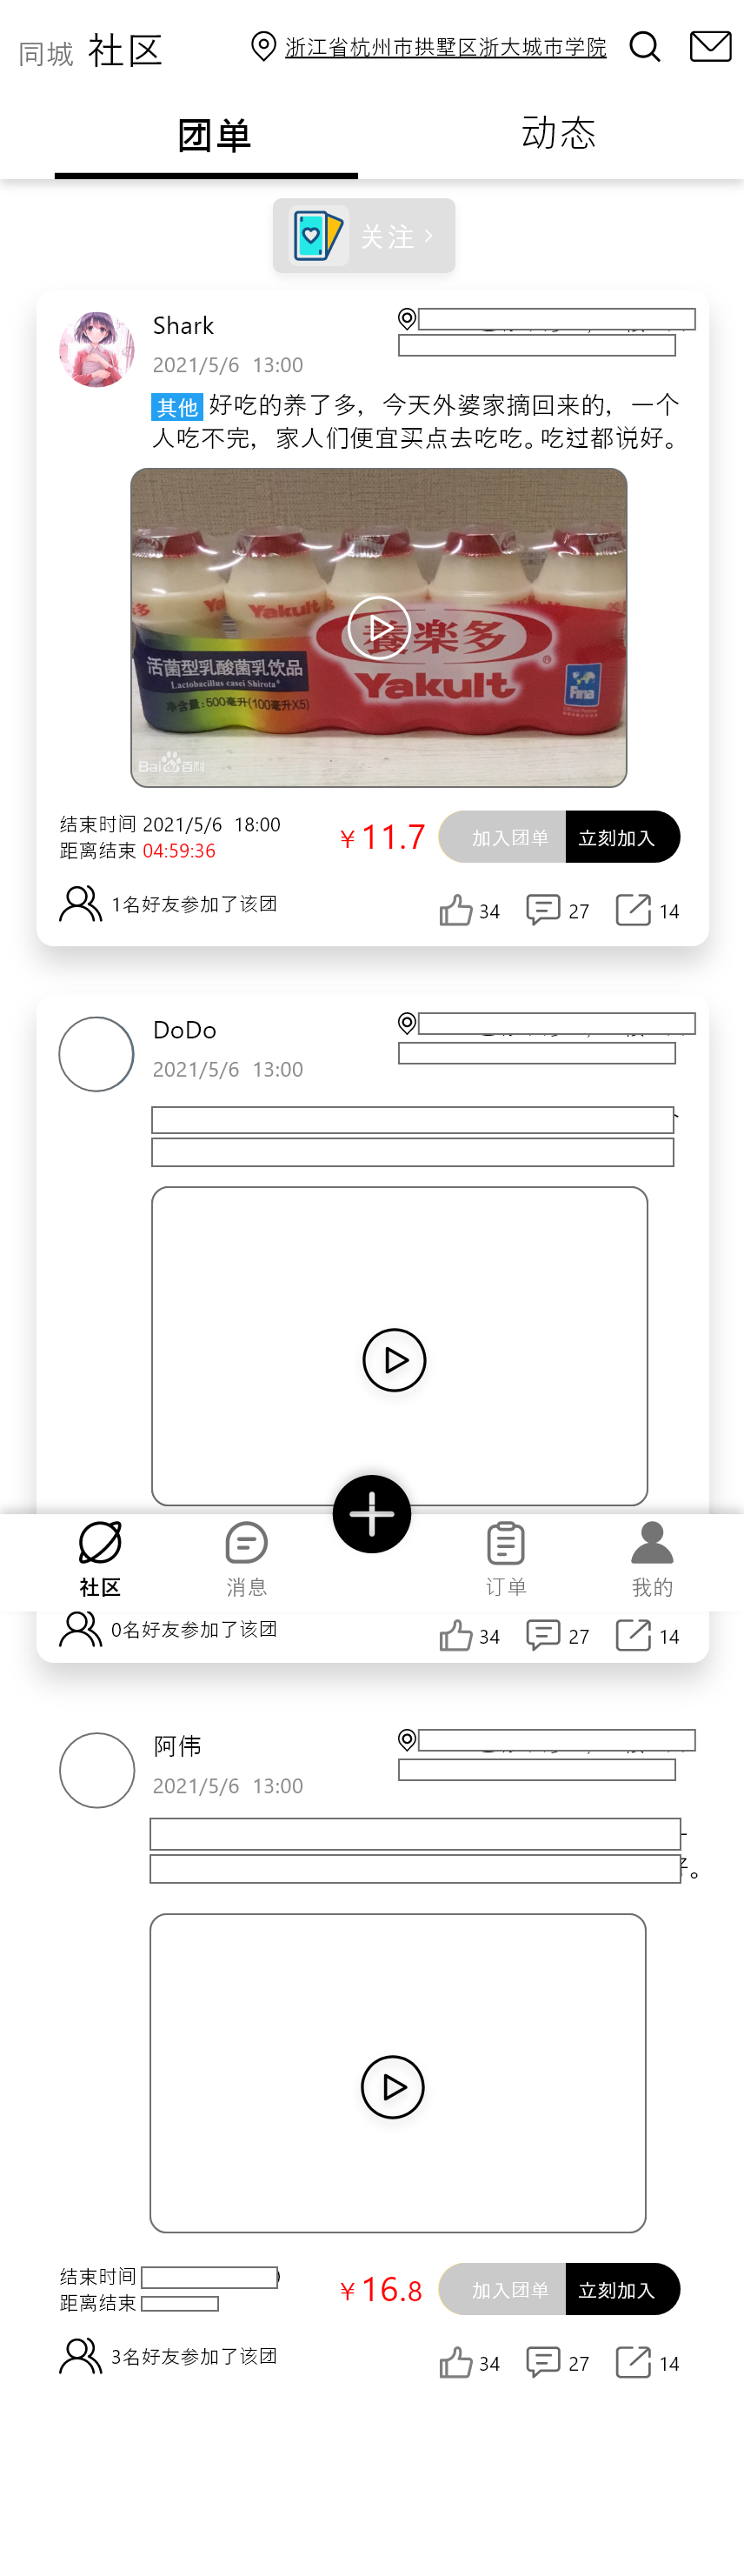 同城 社区 浙江省杭州市拱墅区浙大城市学院
团单 动态
关注 >
Shark
2021/5/6 13:00
其他 好吃的养了多，今天外婆家摘回来的，一个
人吃不完，家人们便宜买点去吃吃。吃过都说好。
養楽多
Yakult
Yakult
活菌型乳酸菌乳饮品
Lactobacillus casei Shirota®
净含量：500毫升(100毫升X5)
Fina
Baidu百科
结束时间 2021/5/6 18:00
距离结束 04:59:36
¥11.7 加入团单 立刻加入
1名好友参加了该团 34 27 14
DoDo
2021/5/6 13:00
社区 消息 订单 我的
0名好友参加了该团 34 27 14
阿伟
2021/5/6 13:00
结束时间
距离结束
¥16.8 加入团单 立刻加入
3名好友参加了该团 34 27 14